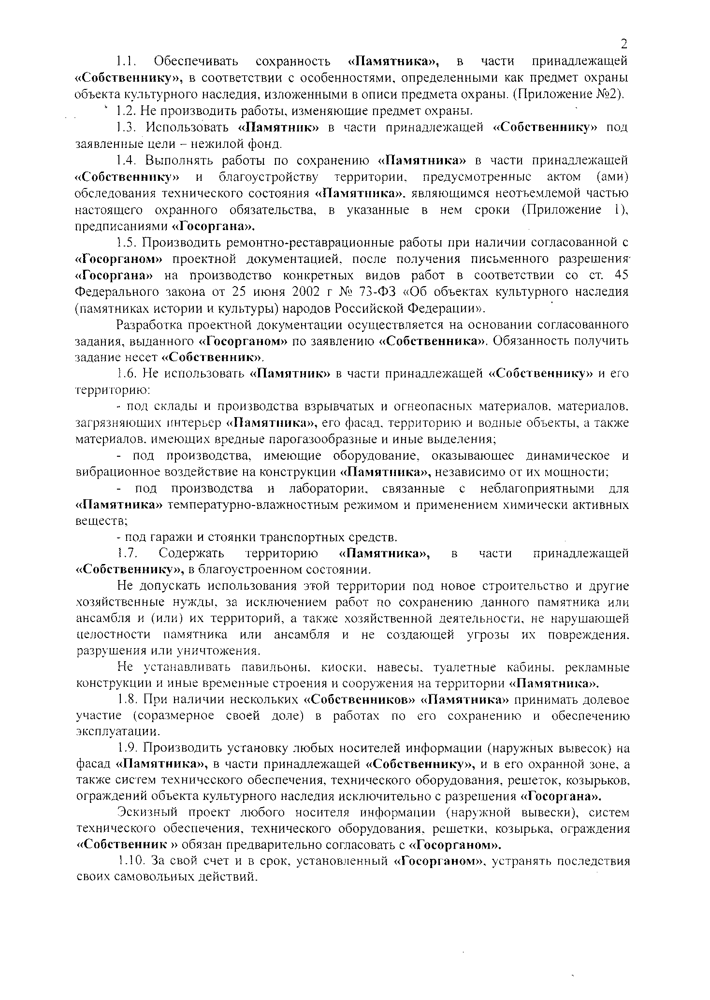 2
1.1. Обеспечивать сохранность «Памятника», в части принадлежащей
«Собственнику», в соответствии с особенностями, определенными как предмет охраны
объекта культурного наследия, изложенными в описи предмета охраны. (Приложение №2).
1.2. Не производить работы, изменяющие предмет охраны.
1.3. Использовать «Памятник» в части принадлежащей «Собственнику» под
заявленные цели – нежилой фонд.
1.4. Выполнять работы по сохранению «Памятника» в части принадлежащей
«Собственнику» и благоустройству территории, предусмотренные актом (ами)
обследования технического состояния «Памятника», являющимся неотъемлемой частью
настоящего охранного обязательства, в указанные в нем сроки (Приложение 1),
предписаниями «Госоргана».
1.5. Производить ремонтно-реставрационные работы при наличии согласованной с
«Госорганом» проектной документацией, после получения письменного разрешения
«Госоргана» на производство конкретных видов работ в соответствии со ст. 45
Федерального закона от 25 июня 2002 г № 73-ФЗ «Об объектах культурного наследия
(памятниках истории и культуры) народов Российской Федерации».
Разработка проектной документации осуществляется на основании согласованного
задания, выданного «Госорганом» по заявлению «Собственника». Обязанность получить
задание несет «Собственник».
1.6. Не использовать «Памятник» в части принадлежащей «Собственнику» и его
территорию:
- под склады и производства взрывчатых и огнеопасных материалов, материалов,
загрязняющих интерьер «Памятника», его фасад, территорию и водные объекты, а также
материалов, имеющих вредные парогазообразные и иные выделения;
- под производства, имеющие оборудование, оказывающее динамическое и
вибрационное воздействие на конструкции «Памятника», независимо от их мощности;
- под производства и лаборатории, связанные с неблагоприятными для
«Памятника» температурно-влажностным режимом и применением химически активных
веществ;
- под гаражи и стоянки транспортных средств.
1.7. Содержать территорию «Памятника», в части принадлежащей
«Собственнику», в благоустроенном состоянии.
Не допускать использования этой территории под новое строительство и другие
хозяйственные нужды, за исключением работ по сохранению данного памятника или
ансамбля и (или) их территорий, а также хозяйственной деятельности, не нарушающей
целостности памятника или ансамбля и не создающей угрозы их повреждения,
разрушения или уничтожения.
Не устанавливать павильоны, киоски, навесы, туалетные кабины, рекламные
конструкции и иные временные строения и сооружения на территории «Памятника».
1.8. При наличии нескольких «Собственников» «Памятника» принимать долевое
участие (соразмерное своей доле) в работах по его сохранению и обеспечению
эксплуатации.
1.9. Производить установку любых носителей информации (наружных вывесок) на
фасад «Памятника», в части принадлежащей «Собственнику», и в его охранной зоне, а
также систем технического обеспечения, технического оборудования, решеток, козырьков,
ограждений объекта культурного наследия исключительно с разрешения «Госоргана».
Эскизный проект любого носителя информации (наружной вывески), систем
технического обеспечения, технического оборудования, решетки, козырька, ограждения
«Собственник » обязан предварительно согласовать с «Госорганом».
1.10. За свой счет и в срок, установленный «Госорганом», устранять последствия
своих самовольных действий.